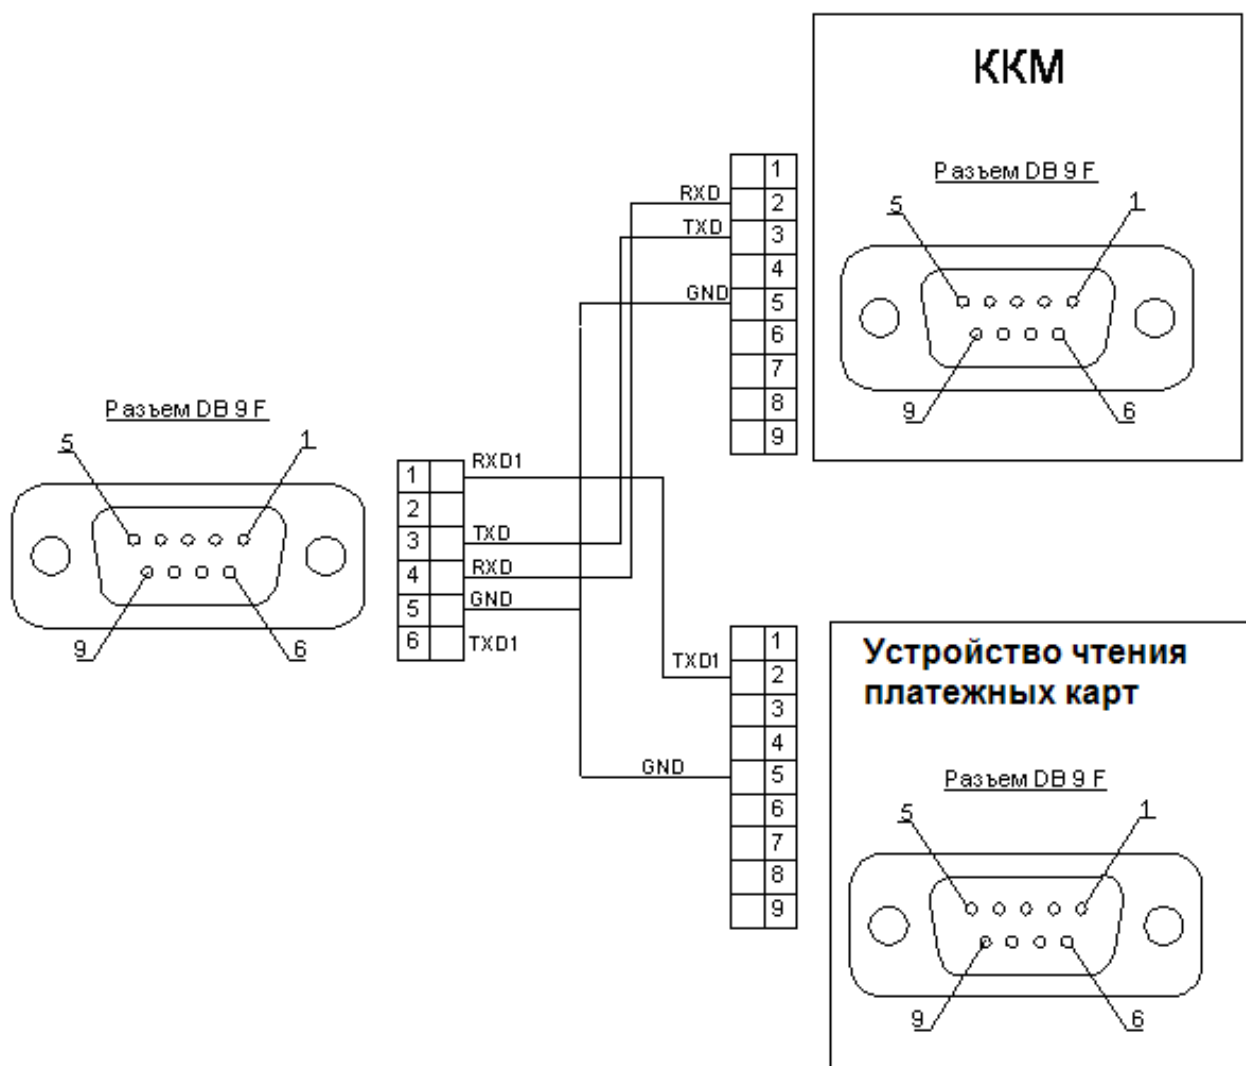 ККМ
Разъем DB 9 F
5
1
9
6
1
RXD 2
TXD 3
4
GND 5
6
7
8
9
Разъем DB 9 F
5
1
9
6
1 RXD1
2
3 TXD
4 RXD
5 GND
6 TXD1
Устройство чтения
платежных карт
Разъем DB 9 F
5
1
9
6
1
TXD1 2
3
4
GND 5
6
7
8
9